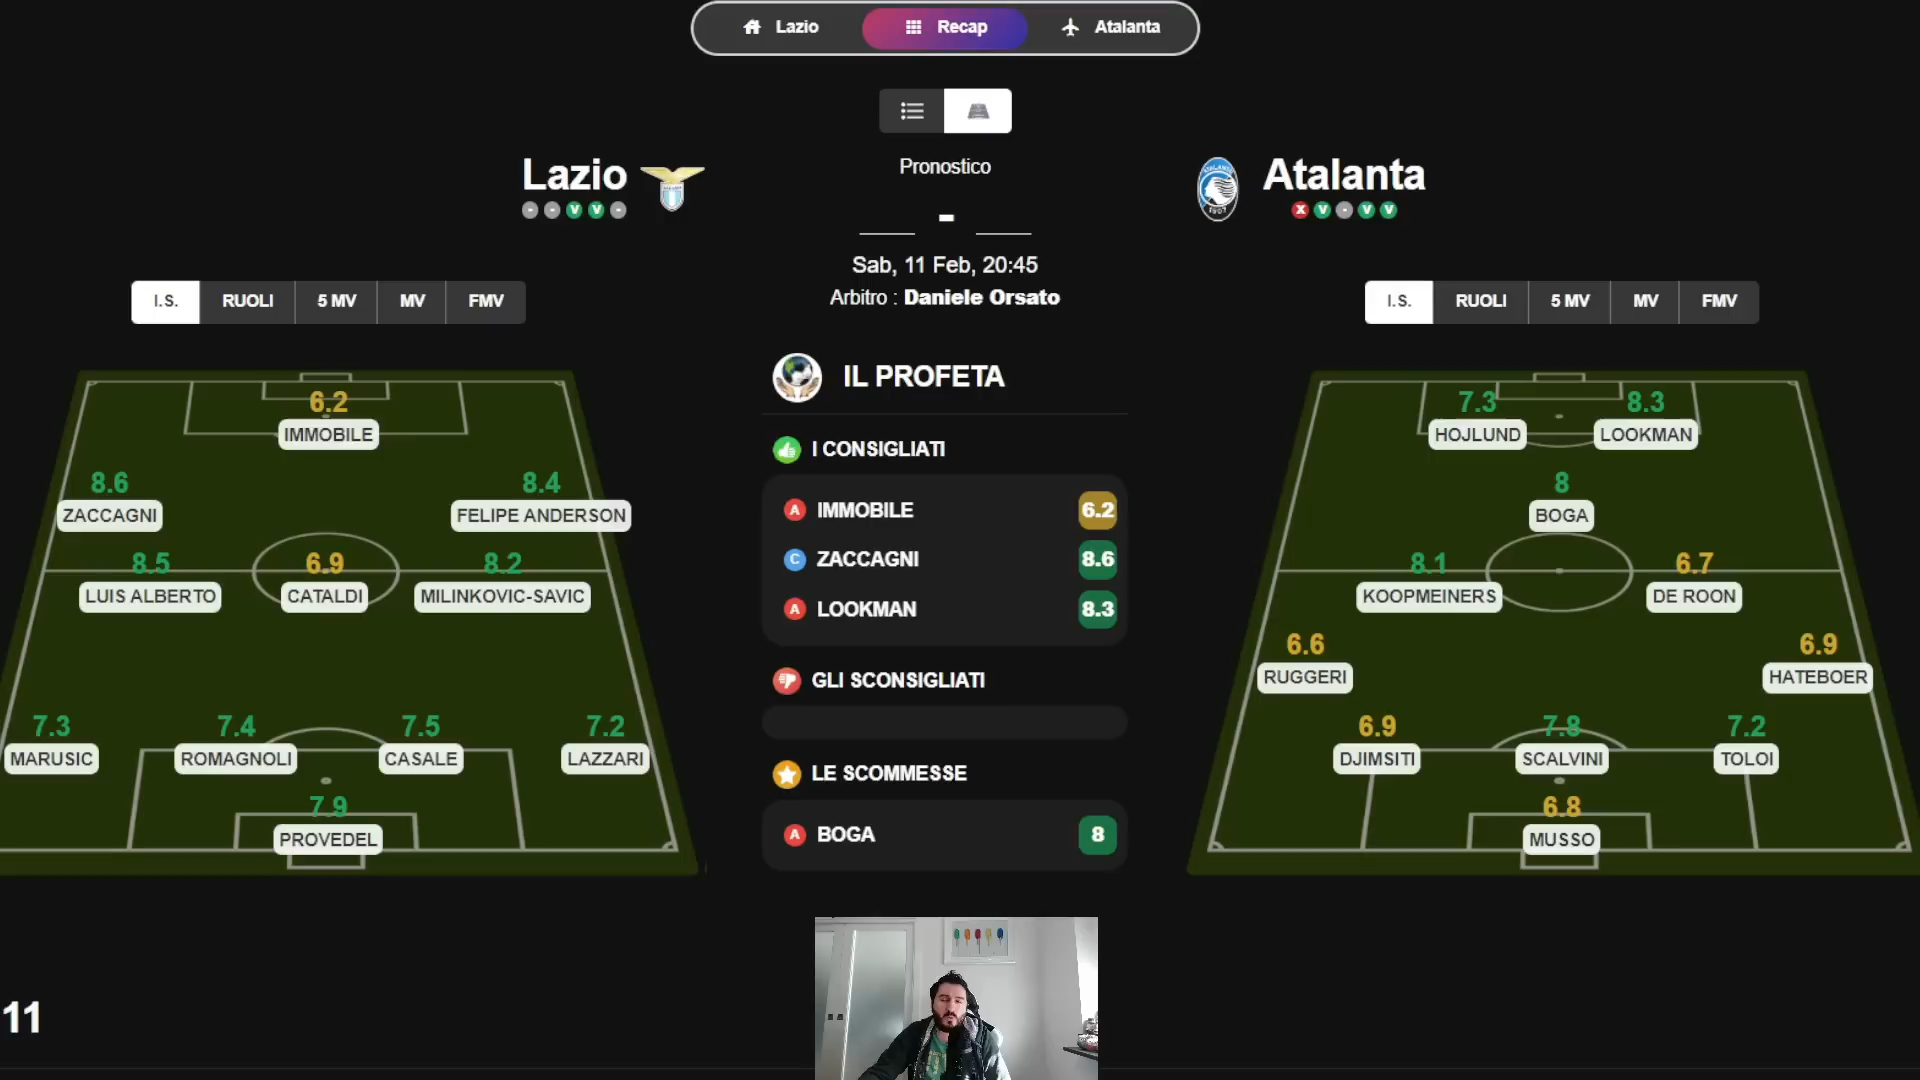 Lazio
Recap
Atalanta
Lazio
Pronostico
Atalanta
- - V V -
-
X V - V V
Sab, 11 Feb, 20:45
Arbitro : Daniele Orsato
I.S. RUOLI 5 MV MV FMV
I.S. RUOLI 5 MV MV FMV
6.2
IMMOBILE
8.6
ZACCAGNI
8.4
FELIPE ANDERSON
8.5
LUIS ALBERTO
6.9
CATALDI
8.2
MILINKOVIC-SAVIC
7.3
MARUSIC
7.4
ROMAGNOLI
7.5
CASALE
7.2
LAZZARI
7.9
PROVEDEL
IL PROFETA
I CONSIGLIATI
A IMMOBILE 6.2
C ZACCAGNI 8.6
A LOOKMAN 8.3
GLI SCONSIGLIATI
LE SCOMMESSE
A BOGA 8
7.3
HOJLUND
8.3
LOOKMAN
8
BOGA
8.1
KOOPMEINERS
6.7
DE ROON
6.6
RUGGERI
6.9
HATEBOER
6.9
DJIMSITI
7.8
SCALVINI
7.2
TOLOI
6.8
MUSSO
11